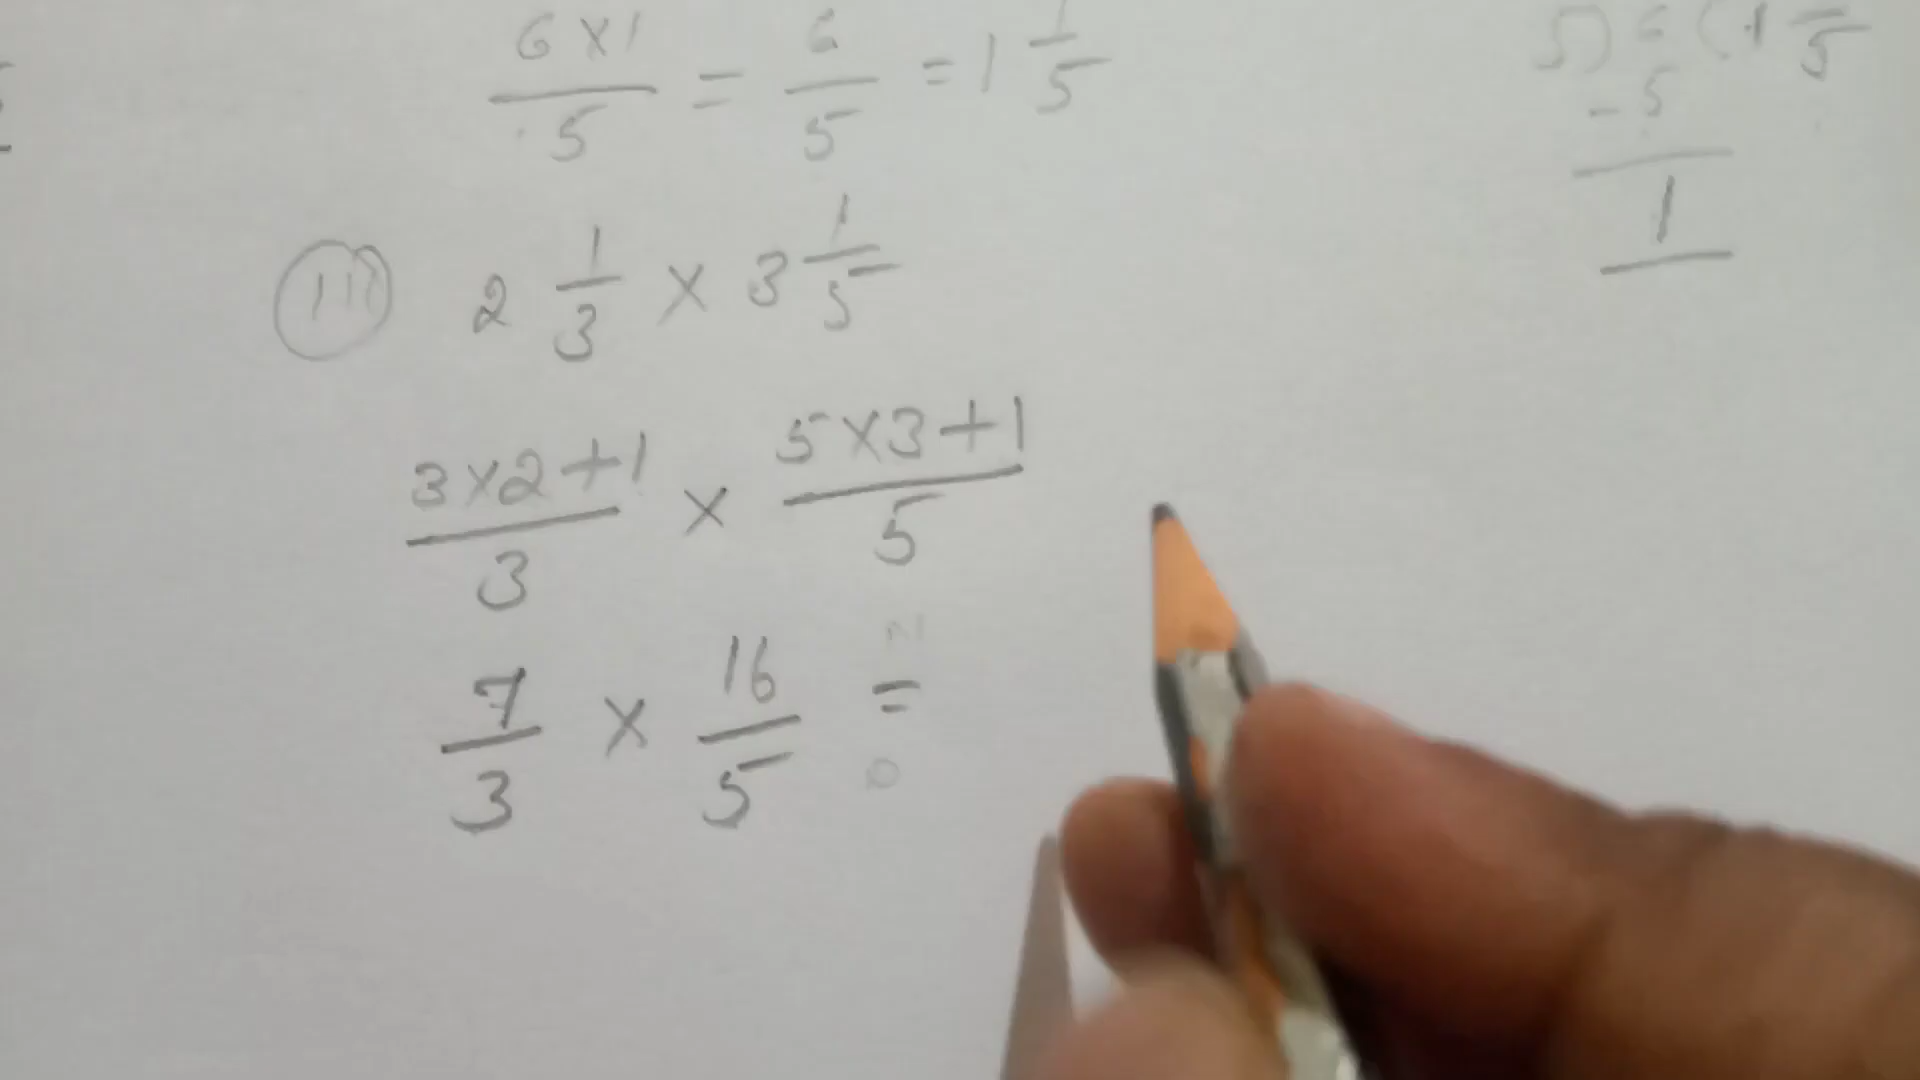 6×1/5 = 6/5 = 1 1/5
5) 6 (1 1/5
- 5
1
(iii) 2 1/3 × 3 1/5
3×2+1/3 × 5×3+1/5
7/3 × 16/5 =